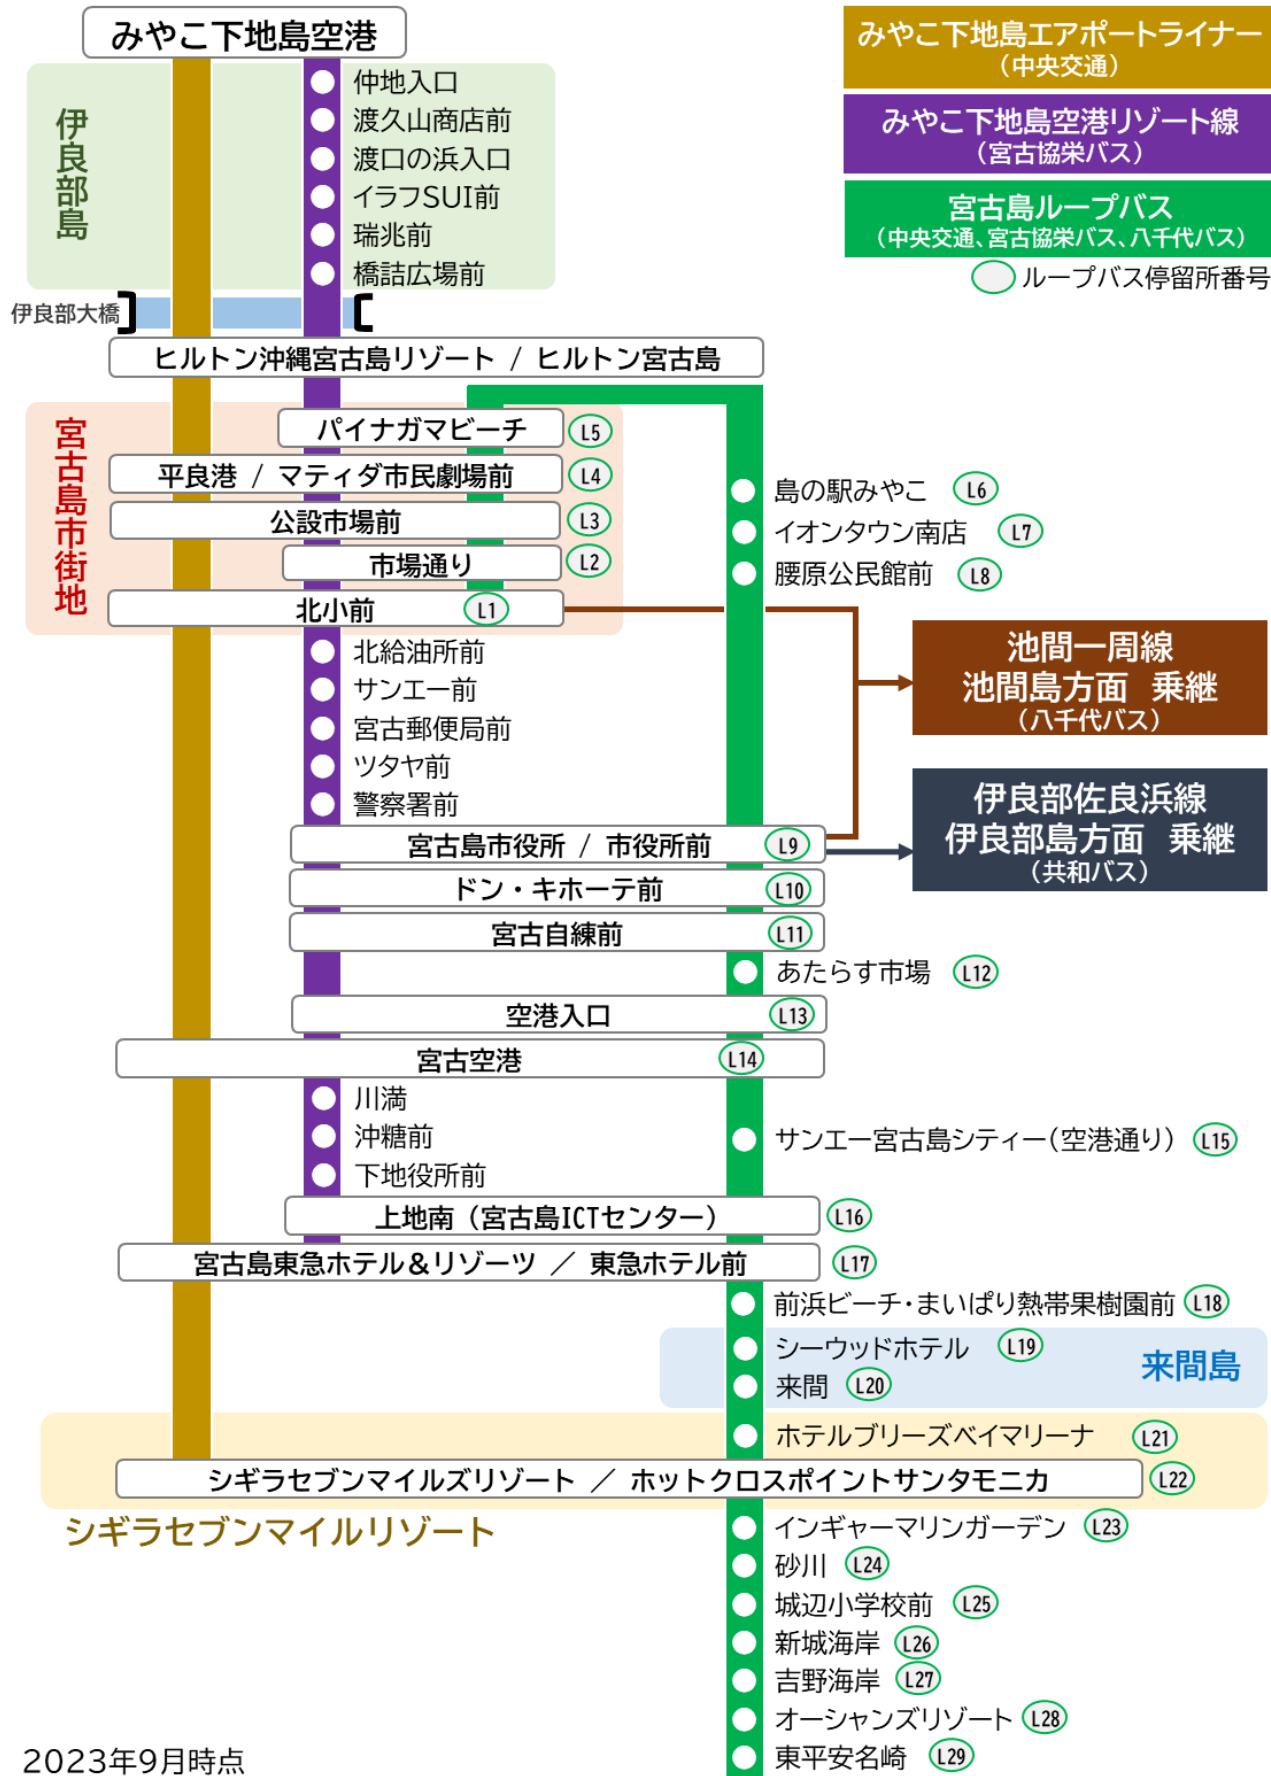 みやこ下地島空港
みやこ下地島エアポートライナー
（中央交通）
みやこ下地島空港リゾート線
（宮古協栄バス）
宮古島ループバス
（中央交通、宮古協栄バス、八千代バス）
ループバス停留所番号
伊良部島
仲地入口
渡久山商店前
渡口の浜入口
イラフSUI前
瑞兆前
橋詰広場前
伊良部大橋
ヒルトン沖縄宮古島リゾート / ヒルトン宮古島
宮古島市街地
パイナガマビーチ L5
平良港 / マティダ市民劇場前 L4
公設市場前 L3
市場通り L2
北小前 L1
島の駅みやこ L6
イオンタウン南店 L7
腰原公民館前 L8
北給油所前
サンエー前
宮古郵便局前
ツタヤ前
警察署前
池間一周線
池間島方面 乗継
（八千代バス）
伊良部佐良浜線
伊良部島方面 乗継
（共和バス）
宮古島市役所 / 市役所前 L9
ドン・キホーテ前 L10
宮古自練前 L11
あたらす市場 L12
空港入口 L13
宮古空港 L14
川満
沖糖前
下地役所前
サンエー宮古島シティー（空港通り） L15
上地南（宮古島ICTセンター） L16
宮古島東急ホテル＆リゾーツ ／ 東急ホテル前 L17
前浜ビーチ・まいぱり熱帯果樹園前 L18
シーウッドホテル L19
来間 L20
来間島
ホテルブリーズベイマリーナ L21
シギラセブンマイルズリゾート ／ ホットクロスポイントサンタモニカ L22
シギラセブンマイルリゾート
インギャーマリンガーデン L23
砂川 L24
城辺小学校前 L25
新城海岸 L26
吉野海岸 L27
オーシャンズリゾート L28
東平安名崎 L29
2023年9月時点